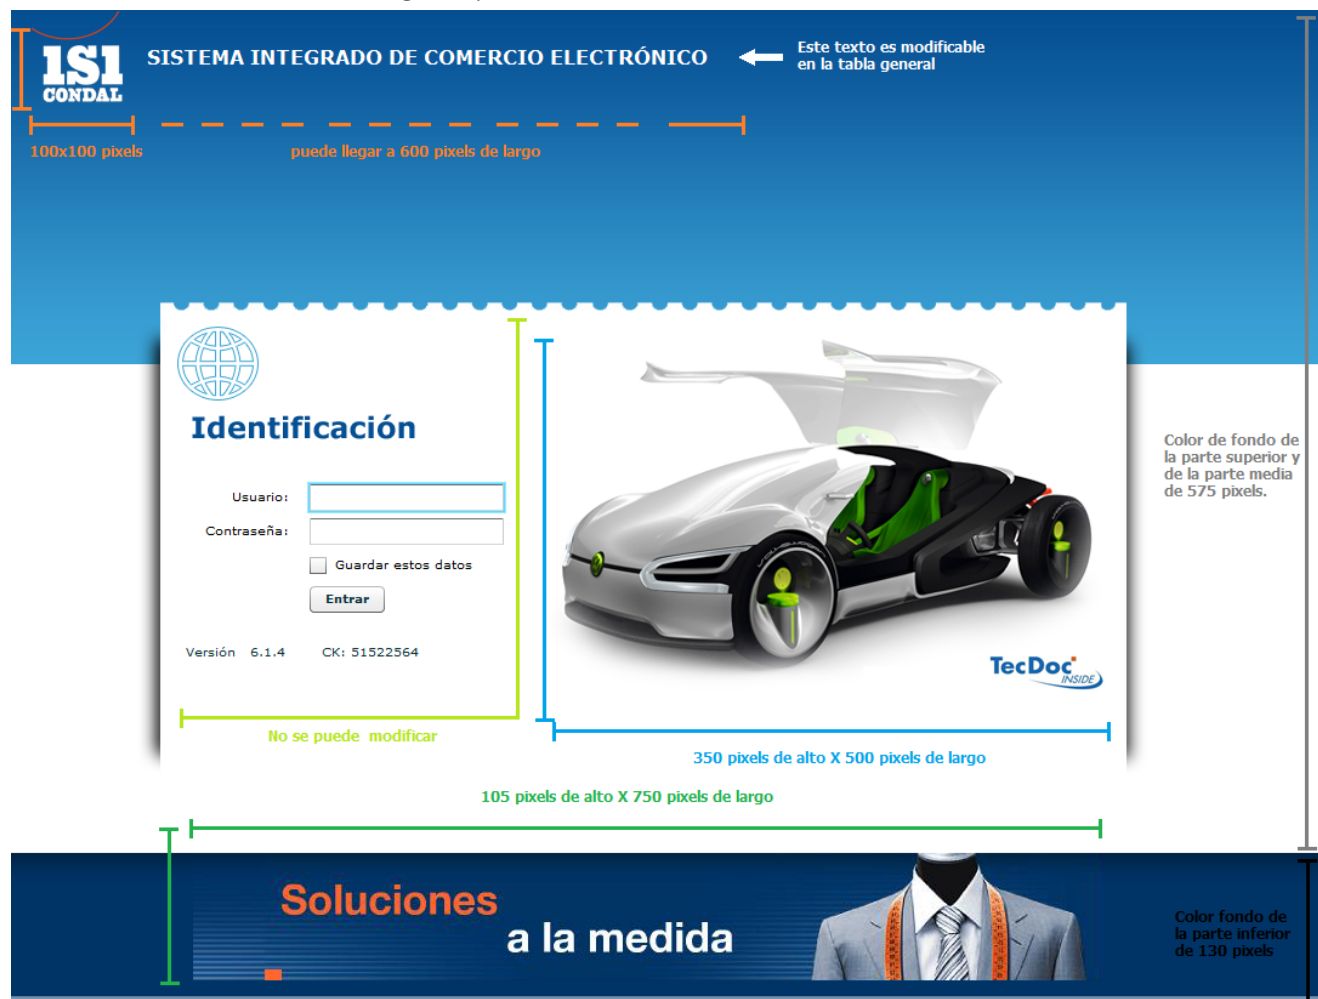 ISI
CONDAL
SISTEMA INTEGRADO DE COMERCIO ELECTRÓNICO
Este texto es modificable
en la tabla general
100x100 pixels
puede llegar a 600 pixels de largo
Identificación
Usuario:
Contraseña:
Guardar estos datos
Entrar
Versión 6.1.4 CK: 51522564
No se puede modificar
TecDoc
INSIDE
350 pixels de alto X 500 pixels de largo
Color de fondo de
la parte superior y
de la parte media
de 575 pixels.
105 pixels de alto X 750 pixels de largo
Soluciones
a la medida
Color fondo de
la parte inferior
de 130 pixels